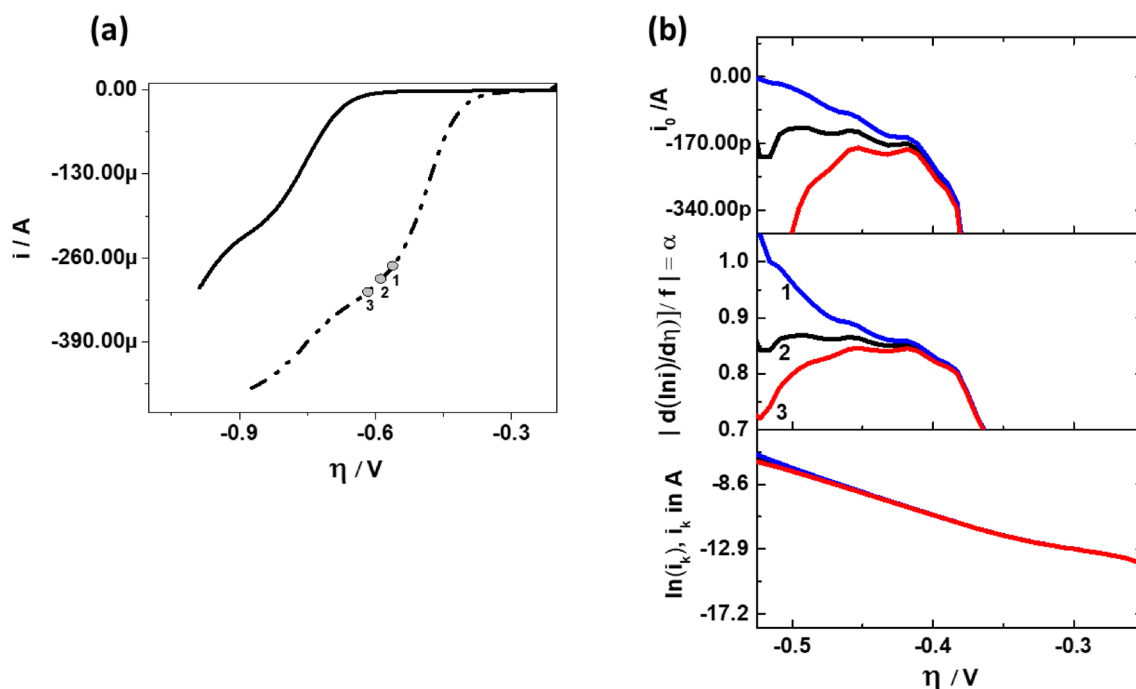 (a)
0.00
-130.00µ
-260.00µ
-390.00µ
i / A
1
2
3
-0.9
-0.6
-0.3
η / V
(b)
0.00
-170.00p
-340.00p
i₀ /A
1.0
0.9
0.8
0.7
| d(lni)/dη)]/ f | = α
1
2
3
-8.6
-12.9
-17.2
ln(iₖ), iₖ in A
-0.5
-0.4
-0.3
η / V